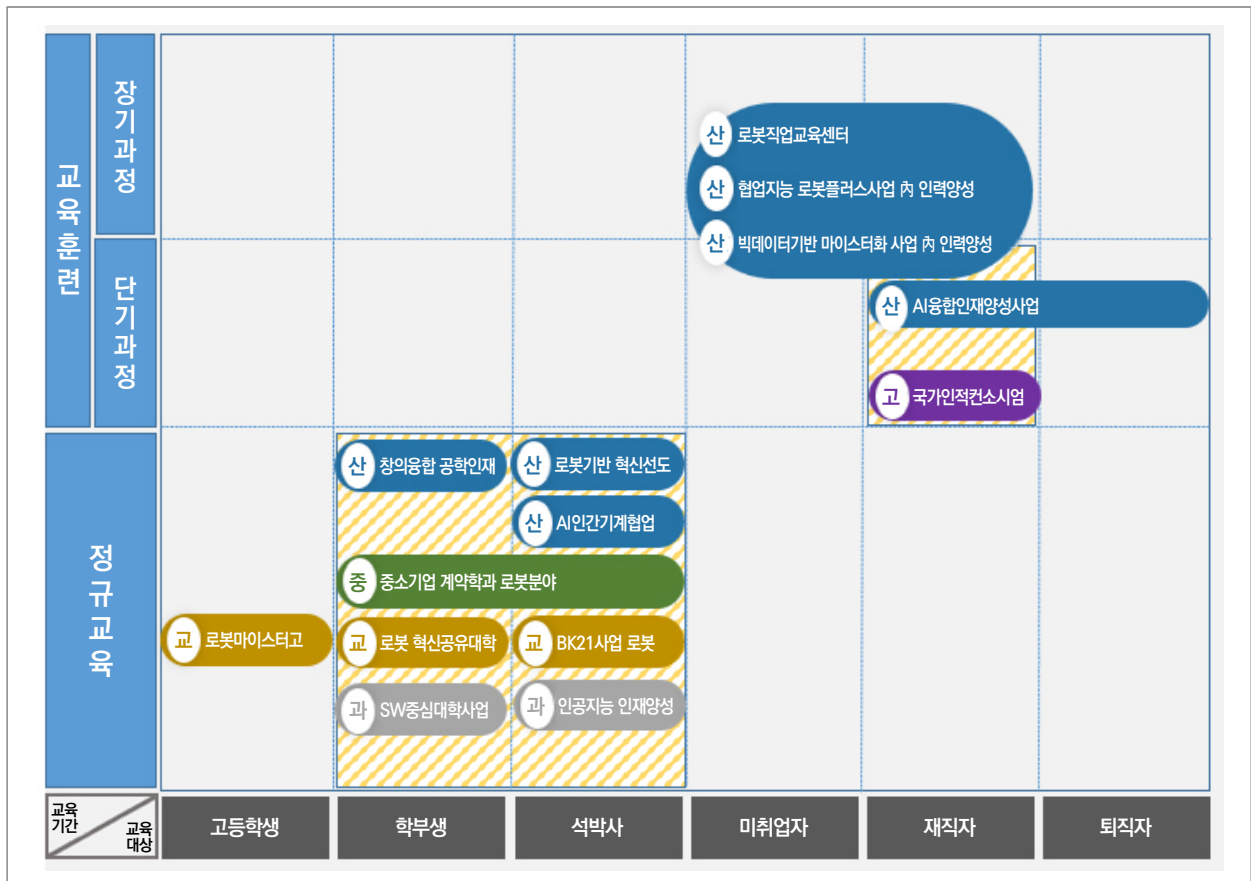 교육훈련
장기과정
산 로봇직업교육센터
산 협업지능 로봇플러스사업 內 인력양성
산 빅데이터기반 마이스터화 사업 內 인력양성
단기과정
산 AI융합인재양성사업
고 국가인적컨소시엄
정규교육
산 창의융합 공학인재
산 로봇기반 혁신선도
산 AI인간기계협업
중 중소기업 계약학과 로봇분야
교 로봇마이스터고
교 로봇 혁신공유대학
교 BK21사업 로봇
과 SW중심대학사업
과 인공지능 인재양성
교육
기간
교육
대상
고등학생
학부생
석박사
미취업자
재직자
퇴직자